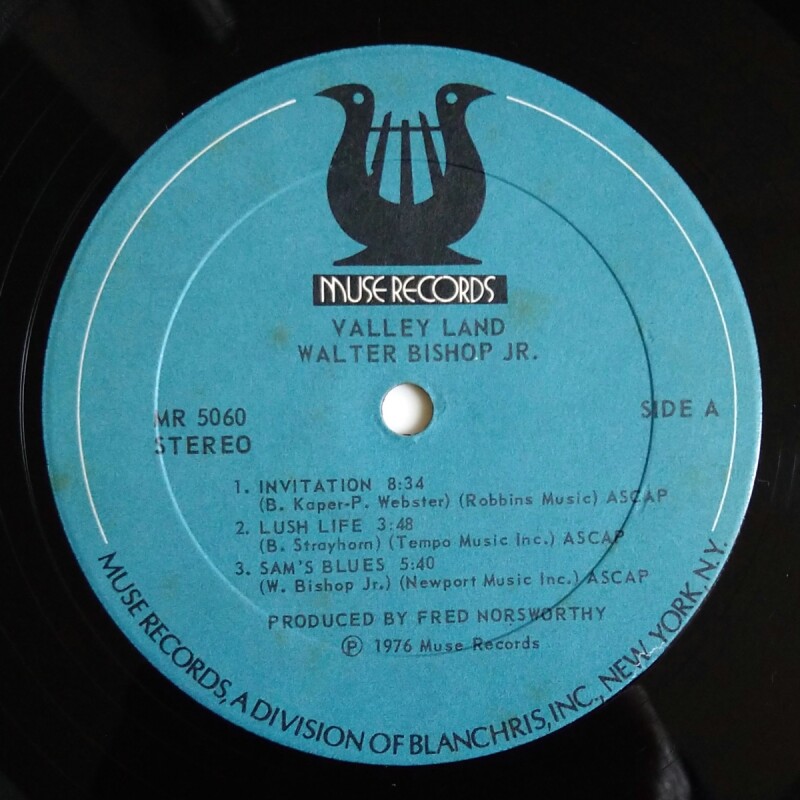 MUSE RECORDS
VALLEY LAND
WALTER BISHOP JR.
MR 5060
STEREO
SIDE A
1. INVITATION 8:34
(B. Kaper-P. Webster) (Robbins Music) ASCAP
2. LUSH LIFE 3:48
(B. Strayhorn) (Tempo Music Inc.) ASCAP
3. SAM'S BLUES 5:40
(W. Bishop Jr.) (Newport Music Inc.) ASCAP
PRODUCED BY FRED NORSWORTHY
℗ 1976 Muse Records
MUSE RECORDS, A DIVISION OF BLANCHRIS, INC., NEW YORK, N.Y.